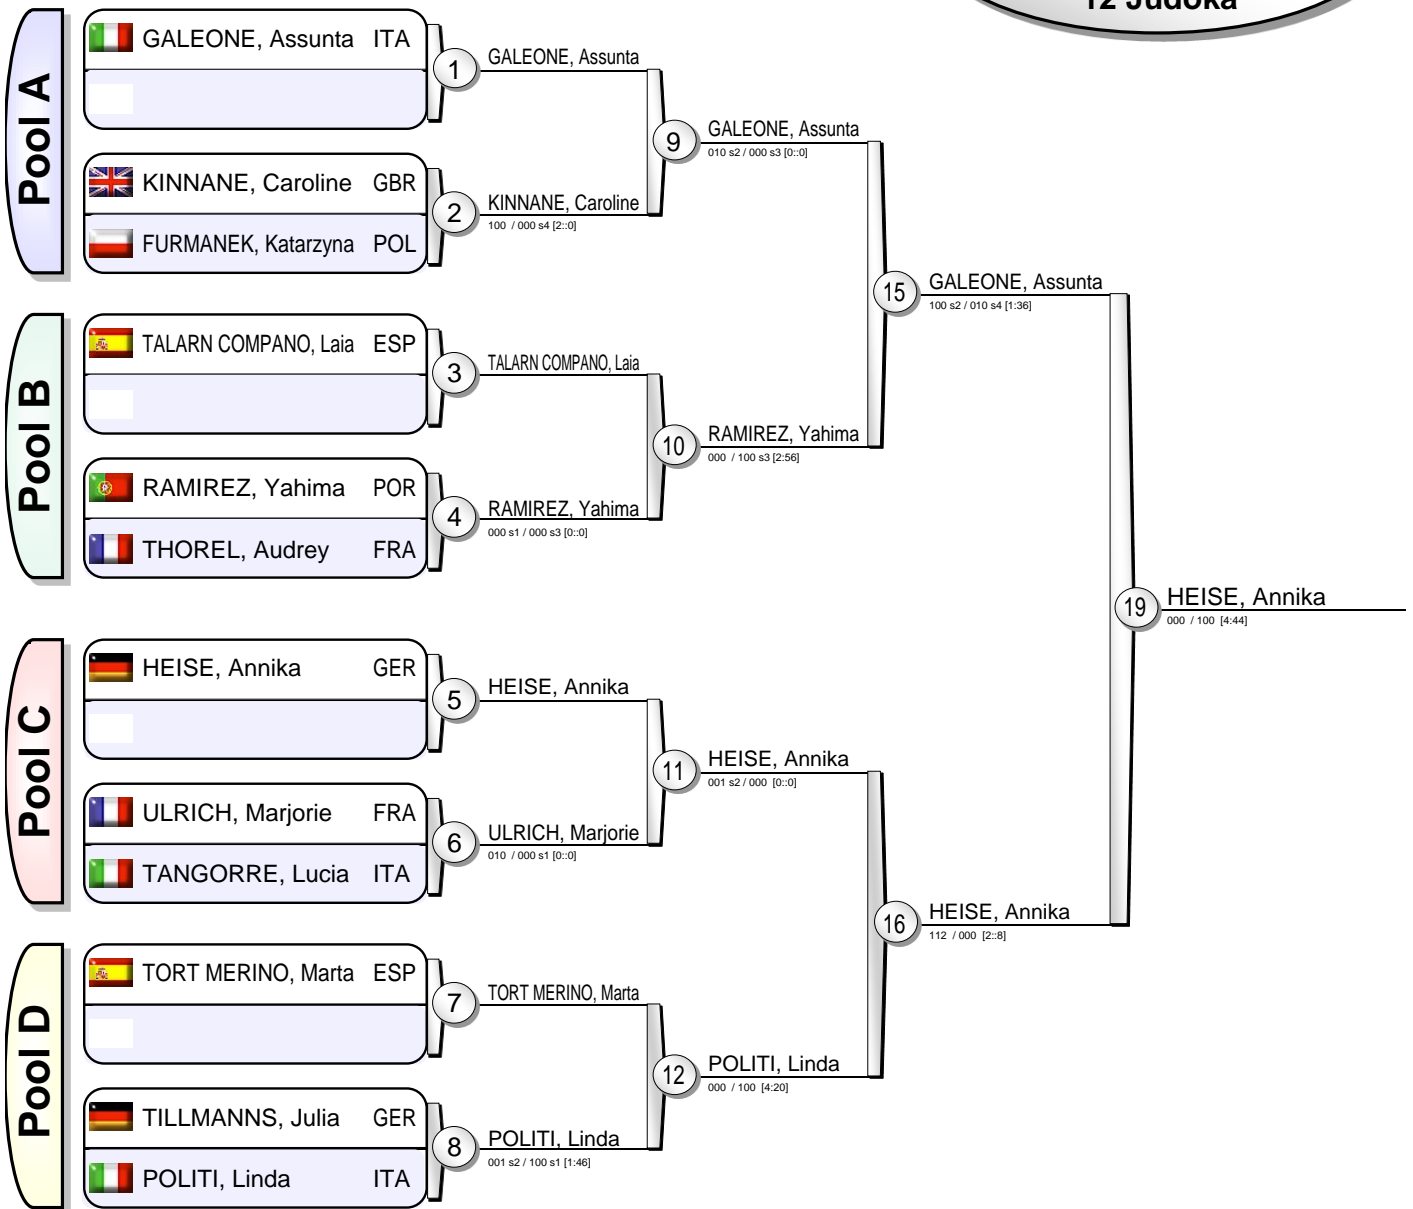 12 Judoka
Pool A
GALEONE, Assunta ITA
KINNANE, Caroline GBR
FURMANEK, Katarzyna POL
Pool B
TALARN COMPANO, Laia ESP
RAMIREZ, Yahima POR
THOREL, Audrey FRA
Pool C
HEISE, Annika GER
ULRICH, Marjorie FRA
TANGORRE, Lucia ITA
Pool D
TORT MERINO, Marta ESP
TILLMANNS, Julia GER
POLITI, Linda ITA
1 GALEONE, Assunta
2 KINNANE, Caroline
100 / 000 s4 [2::0]
3 TALARN COMPANO, Laia
4 RAMIREZ, Yahima
000 s1 / 000 s3 [0::0]
5 HEISE, Annika
6 ULRICH, Marjorie
010 / 000 s1 [0::0]
7 TORT MERINO, Marta
8 POLITI, Linda
001 s2 / 100 s1 [1:46]
9 GALEONE, Assunta
010 s2 / 000 s3 [0::0]
10 RAMIREZ, Yahima
000 / 100 s3 [2:56]
11 HEISE, Annika
001 s2 / 000 [0::0]
12 POLITI, Linda
000 / 100 [4:20]
15 GALEONE, Assunta
100 s2 / 010 s4 [1:36]
16 HEISE, Annika
112 / 000 [2::8]
19 HEISE, Annika
000 / 100 [4:44]